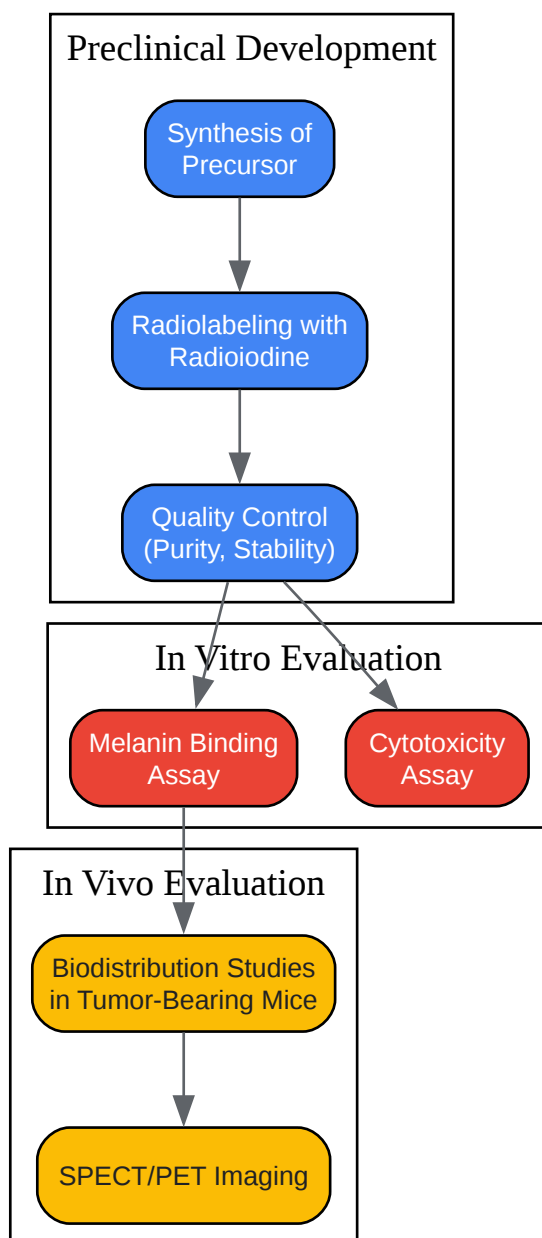 Preclinical Development
Synthesis of
Precursor
Radiolabeling with
Radioiodine
Quality Control
(Purity, Stability)
In Vitro Evaluation
Melanin Binding
Assay
Cytotoxicity
Assay
In Vivo Evaluation
Biodistribution Studies
in Tumor-Bearing Mice
SPECT/PET Imaging